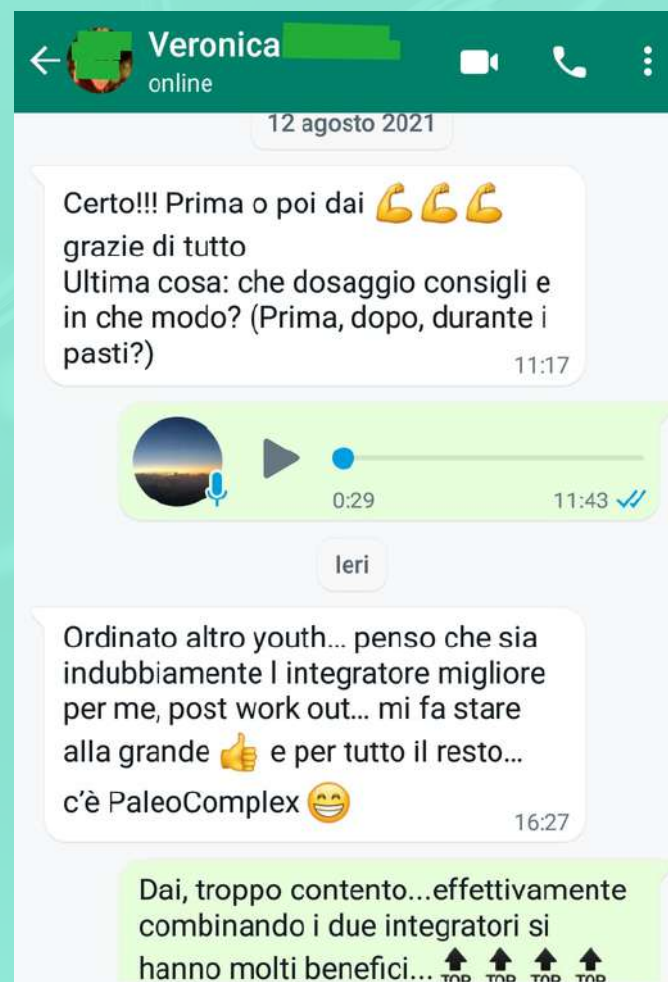 Veronica
online
12 agosto 2021
Certo!!! Prima o poi dai 💪💪💪
grazie di tutto
Ultima cosa: che dosaggio consigli e
in che modo? (Prima, dopo, durante i
pasti?)
11:17
0:29
11:43
Ieri
Ordinato altro youth... penso che sia
indubbiamente l integratore migliore
per me, post work out... mi fa stare
alla grande 👍 e per tutto il resto...
c'è PaleoComplex 😁
16:27
Dai, troppo contento...effettivamente
combinando i due integratori si
hanno molti benefici... 🔝🔝🔝🔝